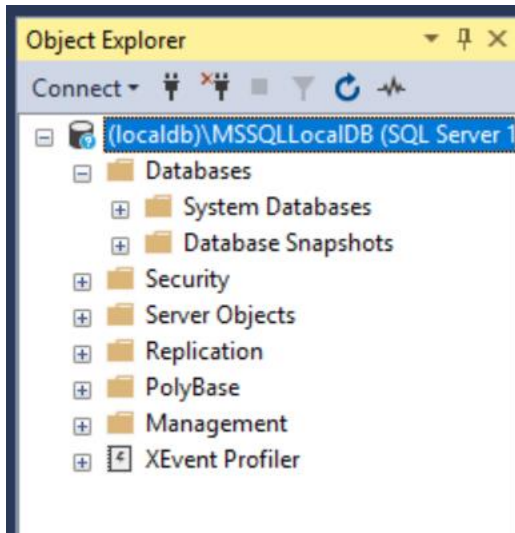 Object Explorer
Connect
(localdb)\MSSQLLocalDB (SQL Server 1
Databases
System Databases
Database Snapshots
Security
Server Objects
Replication
PolyBase
Management
XEvent Profiler